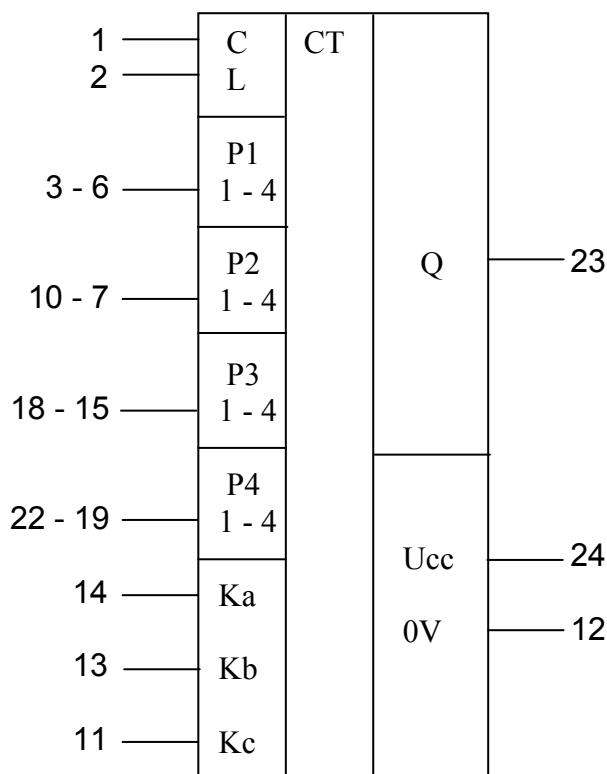 1 C CT
2 L
P1
3 - 6 1 - 4
P2
10 - 7 1 - 4
Q 23
P3
18 - 15 1 - 4
P4
22 - 19 1 - 4
Ucc 24
14 Ka
0V 12
13 Kb
11 Kc